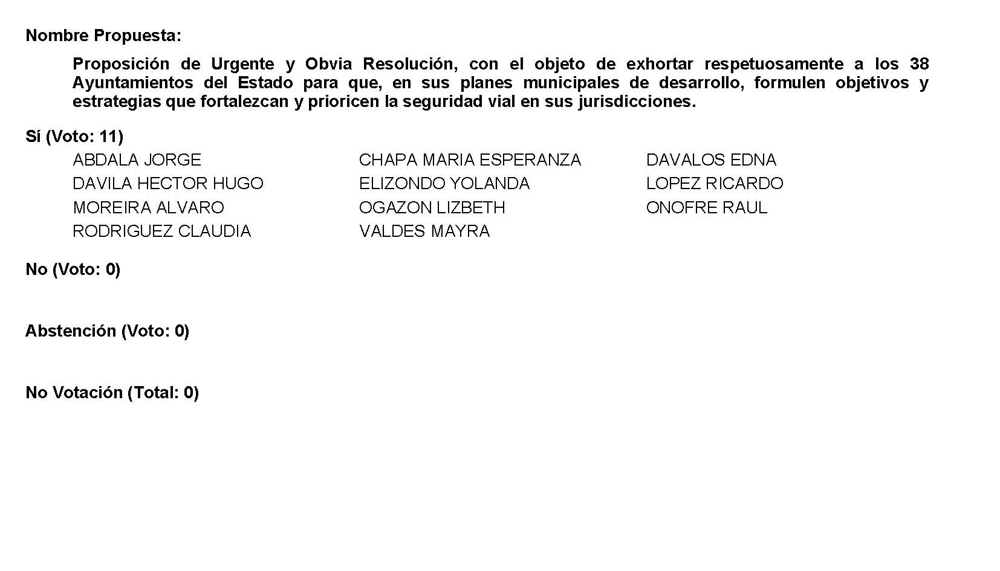 Nombre Propuesta:
Proposición de Urgente y Obvia Resolución, con el objeto de exhortar respetuosamente a los 38
Ayuntamientos del Estado para que, en sus planes municipales de desarrollo, formulen objetivos y
estrategias que fortalezcan y prioricen la seguridad vial en sus jurisdicciones.
Sí (Voto: 11)
ABDALA JORGE CHAPA MARIA ESPERANZA DAVALOS EDNA
DAVILA HECTOR HUGO ELIZONDO YOLANDA LOPEZ RICARDO
MOREIRA ALVARO OGAZON LIZBETH ONOFRE RAUL
RODRIGUEZ CLAUDIA VALDES MAYRA
No (Voto: 0)
Abstención (Voto: 0)
No Votación (Total: 0)